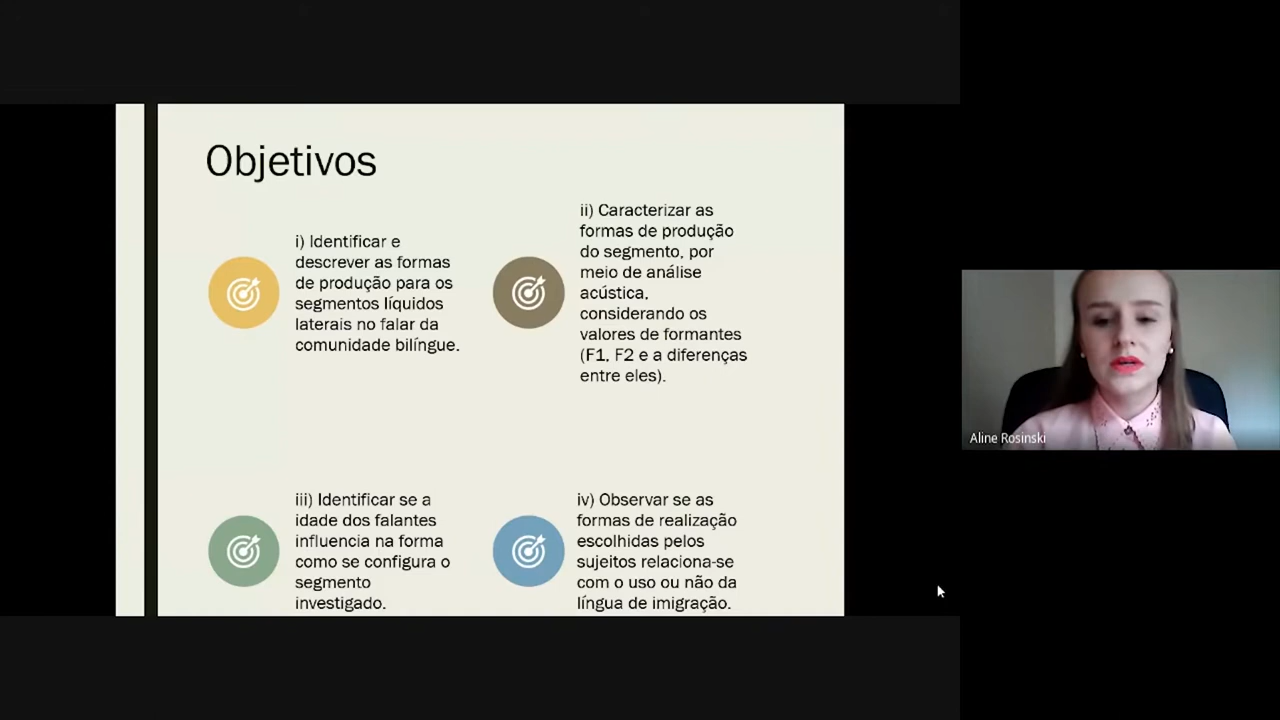 Objetivos
i) Identificar e
descrever as formas
de produção para os
segmentos líquidos
laterais no falar da
comunidade bilíngue.
ii) Caracterizar as
formas de produção
do segmento, por
meio de análise
acústica,
considerando os
valores de formantes
(F1, F2 e a diferenças
entre eles).
iii) Identificar se a
idade dos falantes
influencia na forma
como se configura o
segmento
investigado.
iv) Observar se as
formas de realização
escolhidas pelos
sujeitos relaciona-se
com o uso ou não da
língua de imigração.
Aline Rosinski